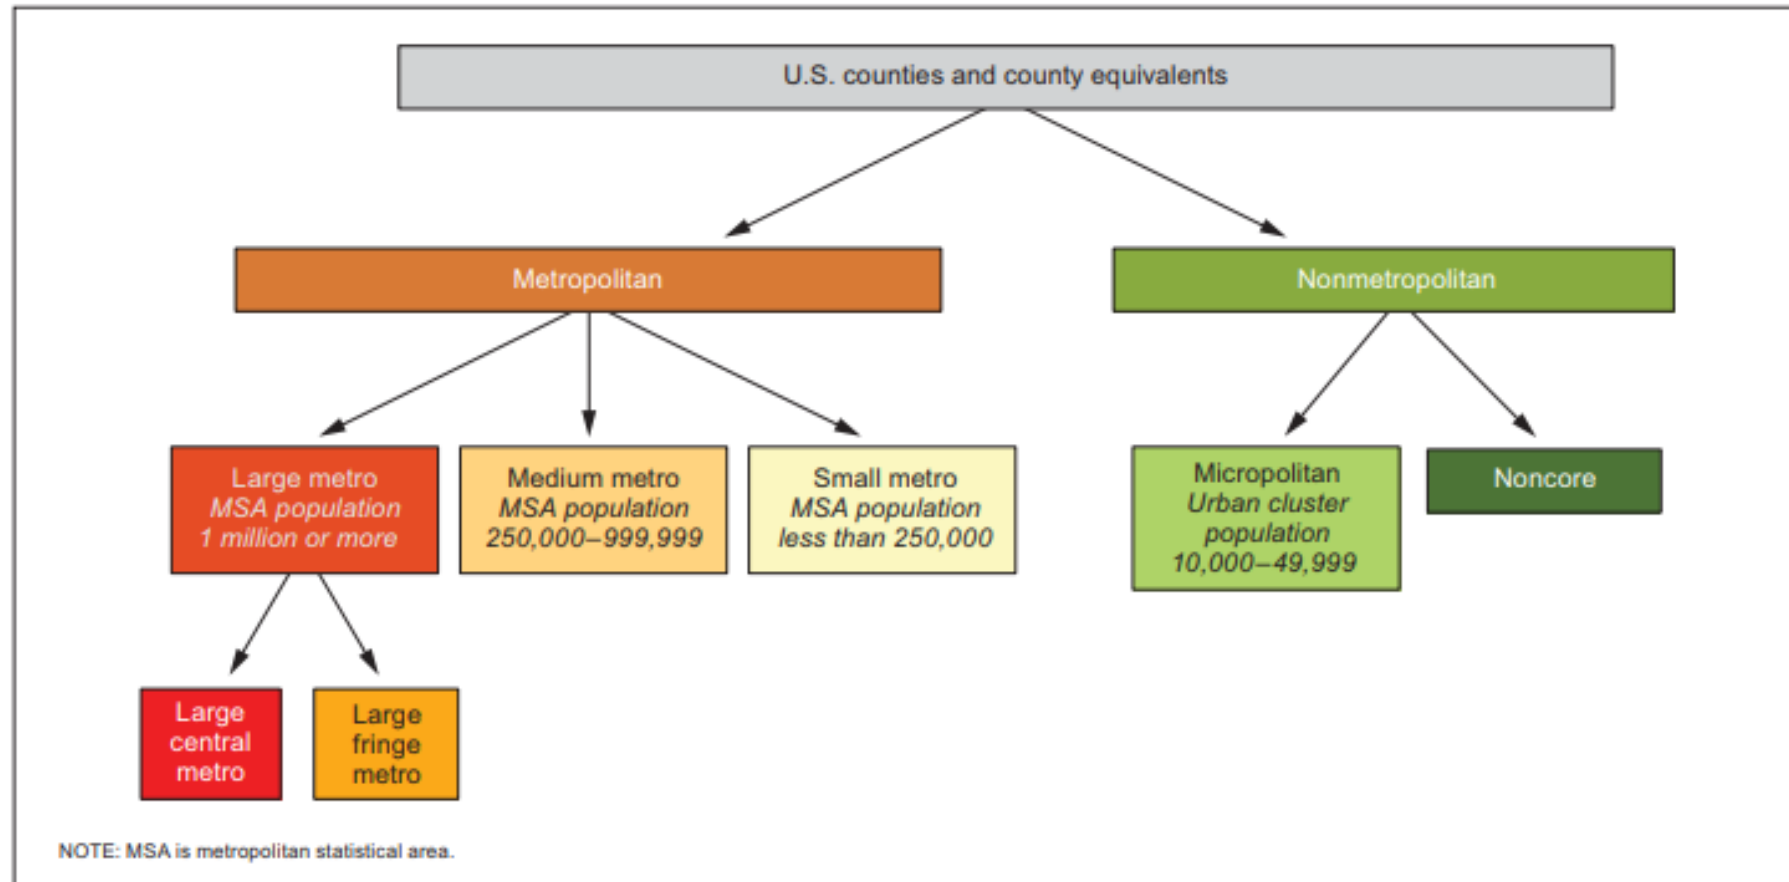 U.S. counties and county equivalents
Metropolitan
Nonmetropolitan
Large metro
MSA population
1 million or more
Medium metro
MSA population
250,000–999,999
Small metro
MSA population
less than 250,000
Micropolitan
Urban cluster
population
10,000–49,999
Noncore
Large
central
metro
Large
fringe
metro
NOTE: MSA is metropolitan statistical area.